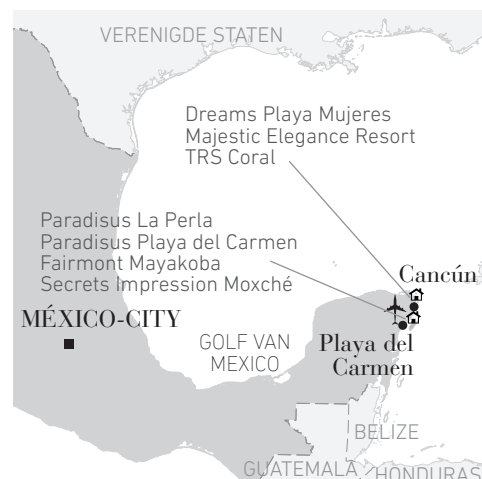 VERENIGDE STATEN
Dreams Playa Mujeres
Majestic Elegance Resort
TRS Coral
Paradisus La Perla
Paradisus Playa del Carmen
Fairmont Mayakoba
Secrets Impression Moxché
Cancún
MÉXICO-CITY
GOLF VAN
MEXICO
Playa del
Carmen
BELIZE
GUATEMALA
HONDURAS